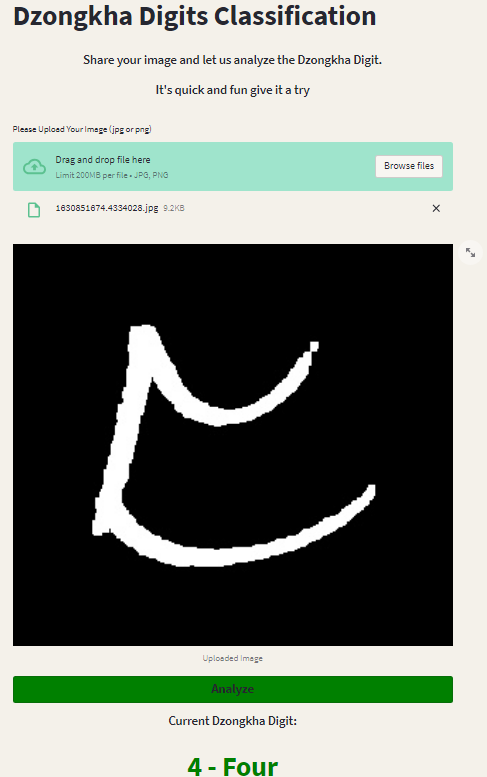 Dzongkha Digits Classification
Share your image and let us analyze the Dzongkha Digit.
It's quick and fun give it a try
Please Upload Your Image (jpg or png)
Drag and drop file here
Limit 200MB per file • JPG, PNG
Browse files
1630851674.4334028.jpg 9.2KB
༤
Uploaded Image
Analyze
Current Dzongkha Digit:
4 - Four